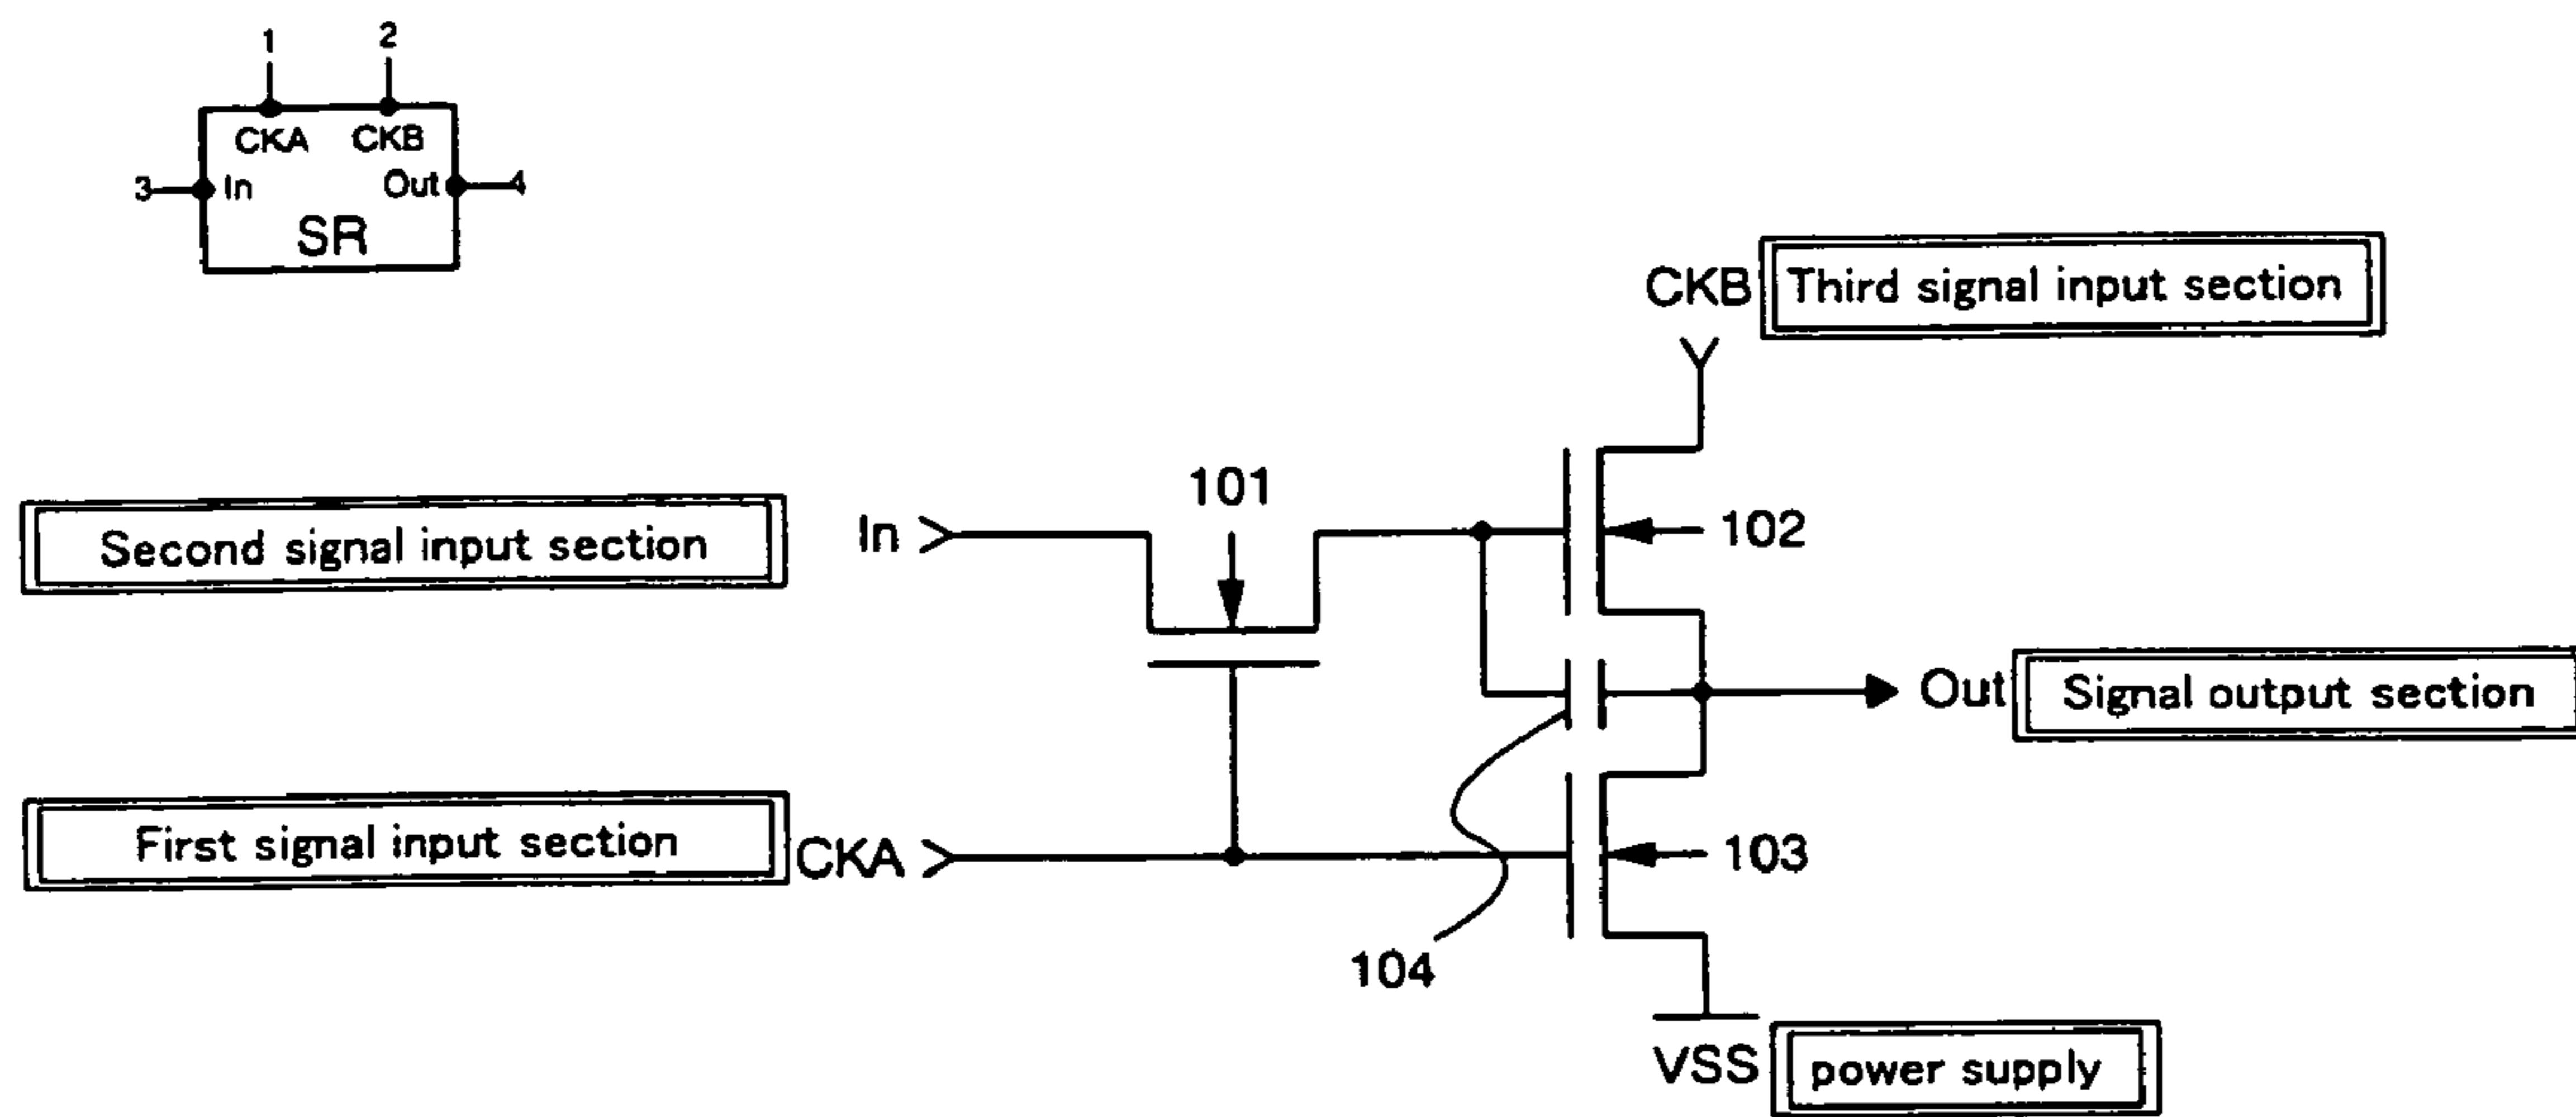 1 2
CKA CKB
3 In Out 4
SR
CKB Third signal input section
101
Second signal input section In 102
Out Signal output section
First signal input section CKA 103
104
VSS power supply